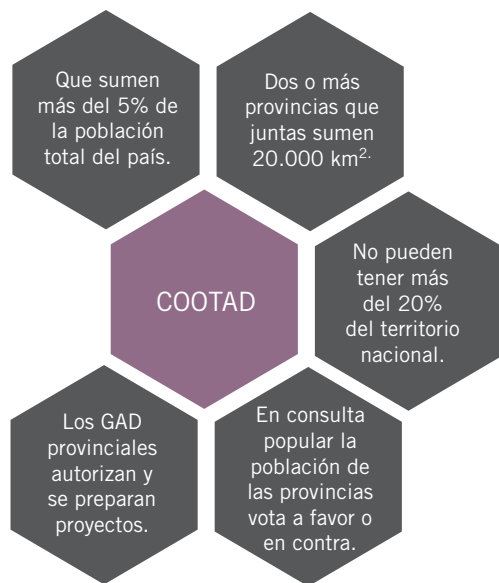 Que sumen
más del 5% de
la población
total del país.
Dos o más
provincias que
juntas sumen
20.000 km².
No pueden
tener más
del 20%
del territorio
nacional.
COOTAD
Los GAD
provinciales
autorizan y
se preparan
proyectos.
En consulta
popular la
población de
las provincias
vota a favor o
en contra.